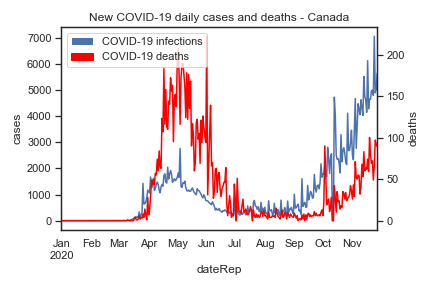 New COVID-19 daily cases and deaths - Canada
COVID-19 infections
COVID-19 deaths
7000
6000
5000
4000
3000
2000
1000
0
cases
200
150
100
50
0
deaths
Jan Feb Mar Apr May Jun Jul Aug Sep Oct Nov
2020
dateRep